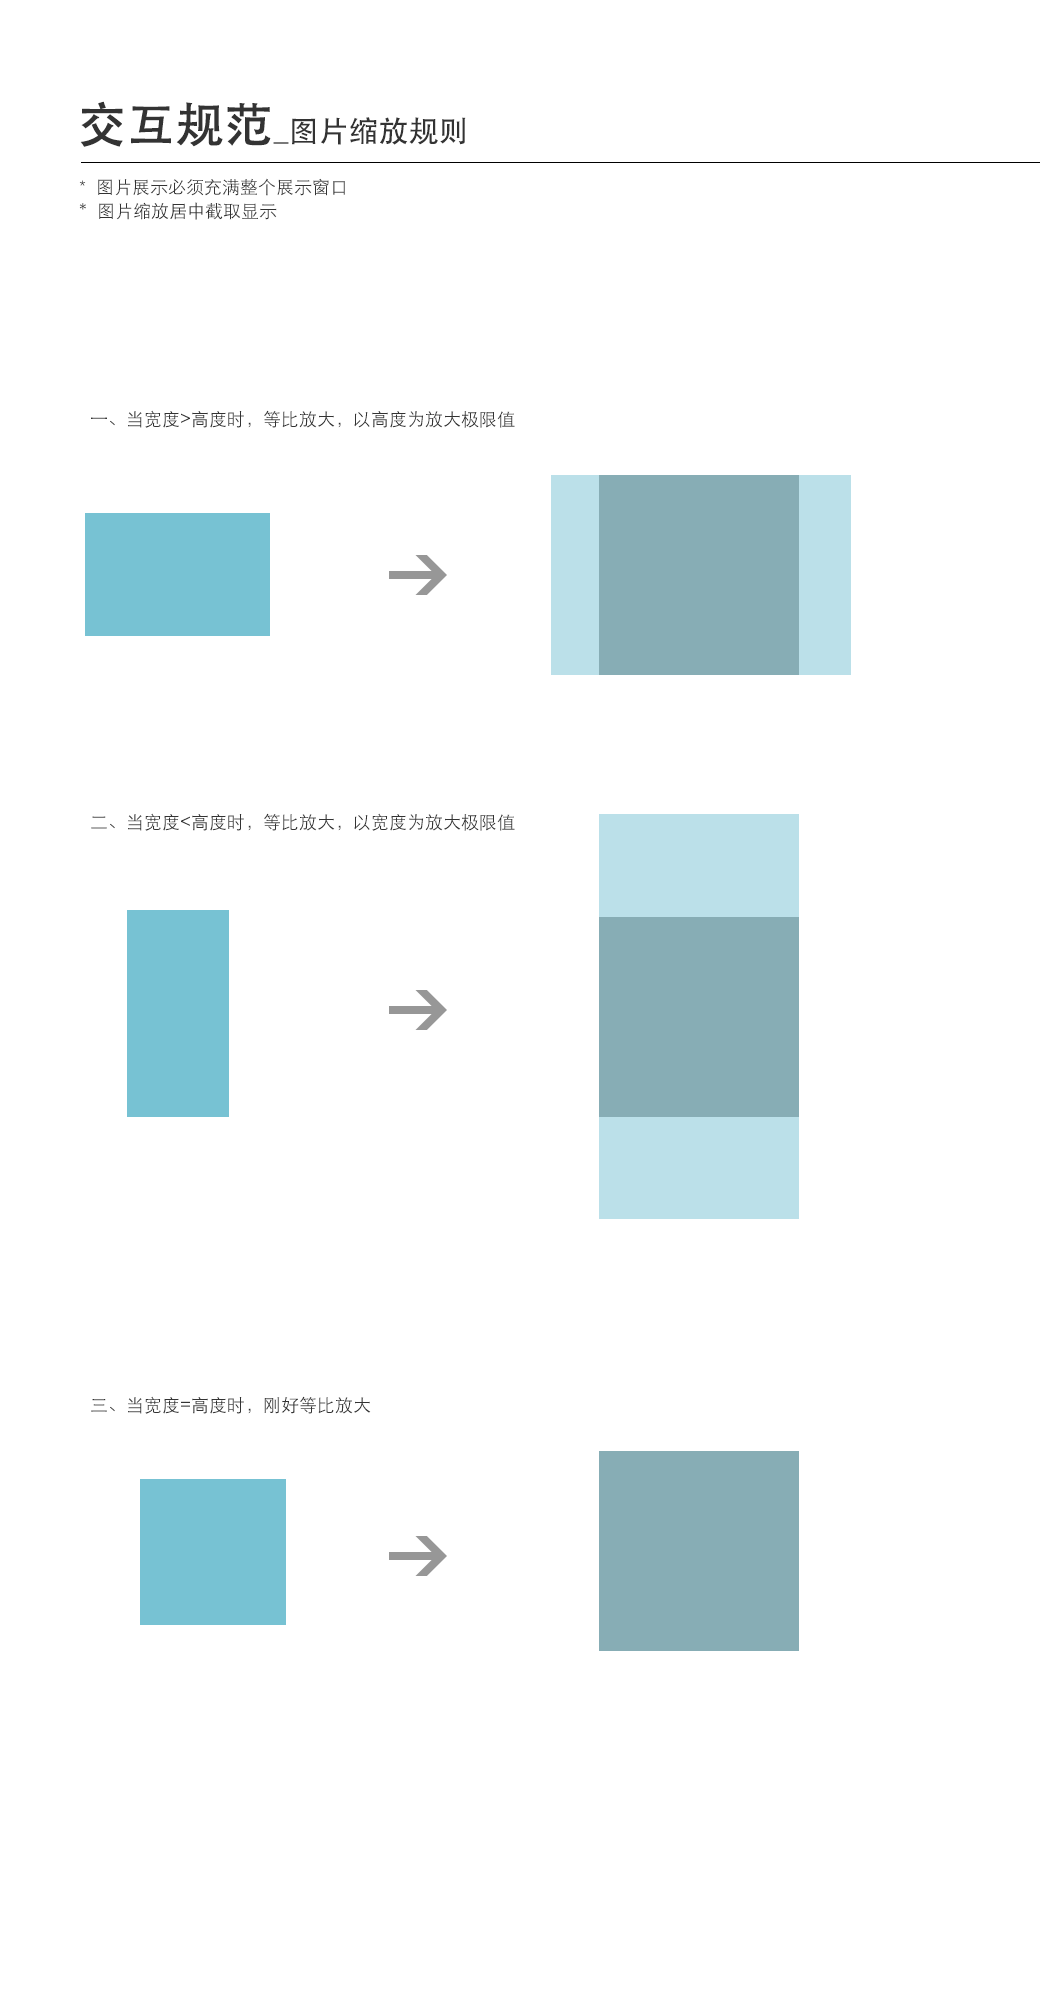 交互规范_图片缩放规则
* 图片展示必须充满整个展示窗口
* 图片缩放居中截取显示
一、当宽度>高度时，等比放大，以高度为放大极限值
二、当宽度<高度时，等比放大，以宽度为放大极限值
三、当宽度=高度时，刚好等比放大